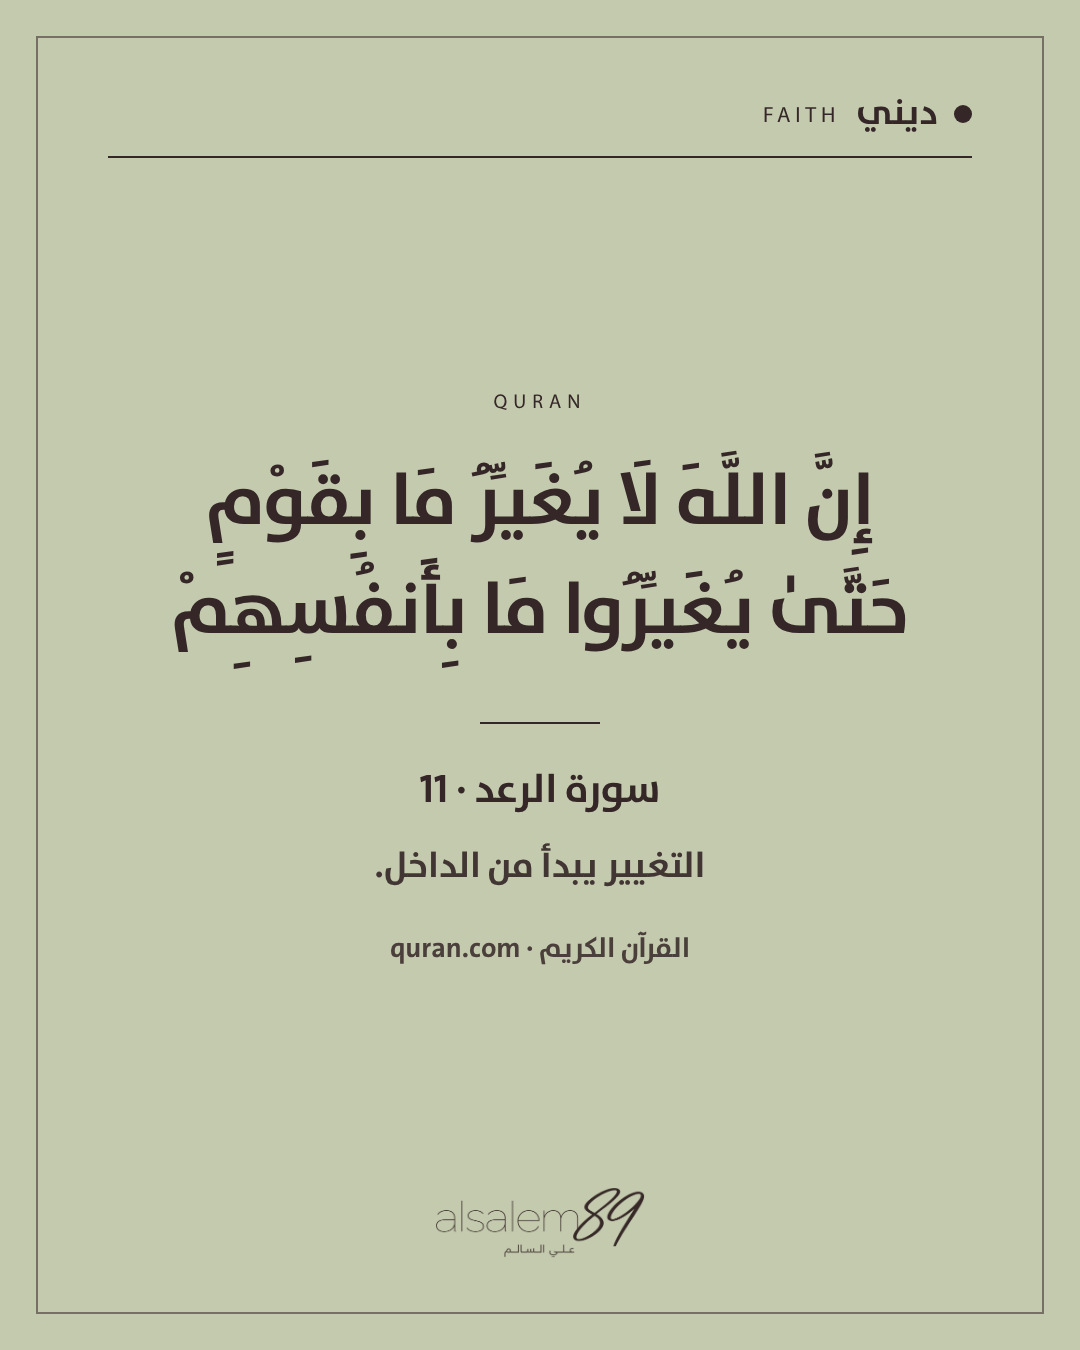 ديني FAITH
QURAN
إِنَّ اللَّهَ لَا يُغَيِّرُ مَا بِقَوْمٍ
حَتَّىٰ يُغَيِّرُوا مَا بِأَنفُسِهِمْ
سورة الرعد · 11
التغيير يبدأ من الداخل.
القرآن الكريم · quran.com
alsalem89
علي السالم